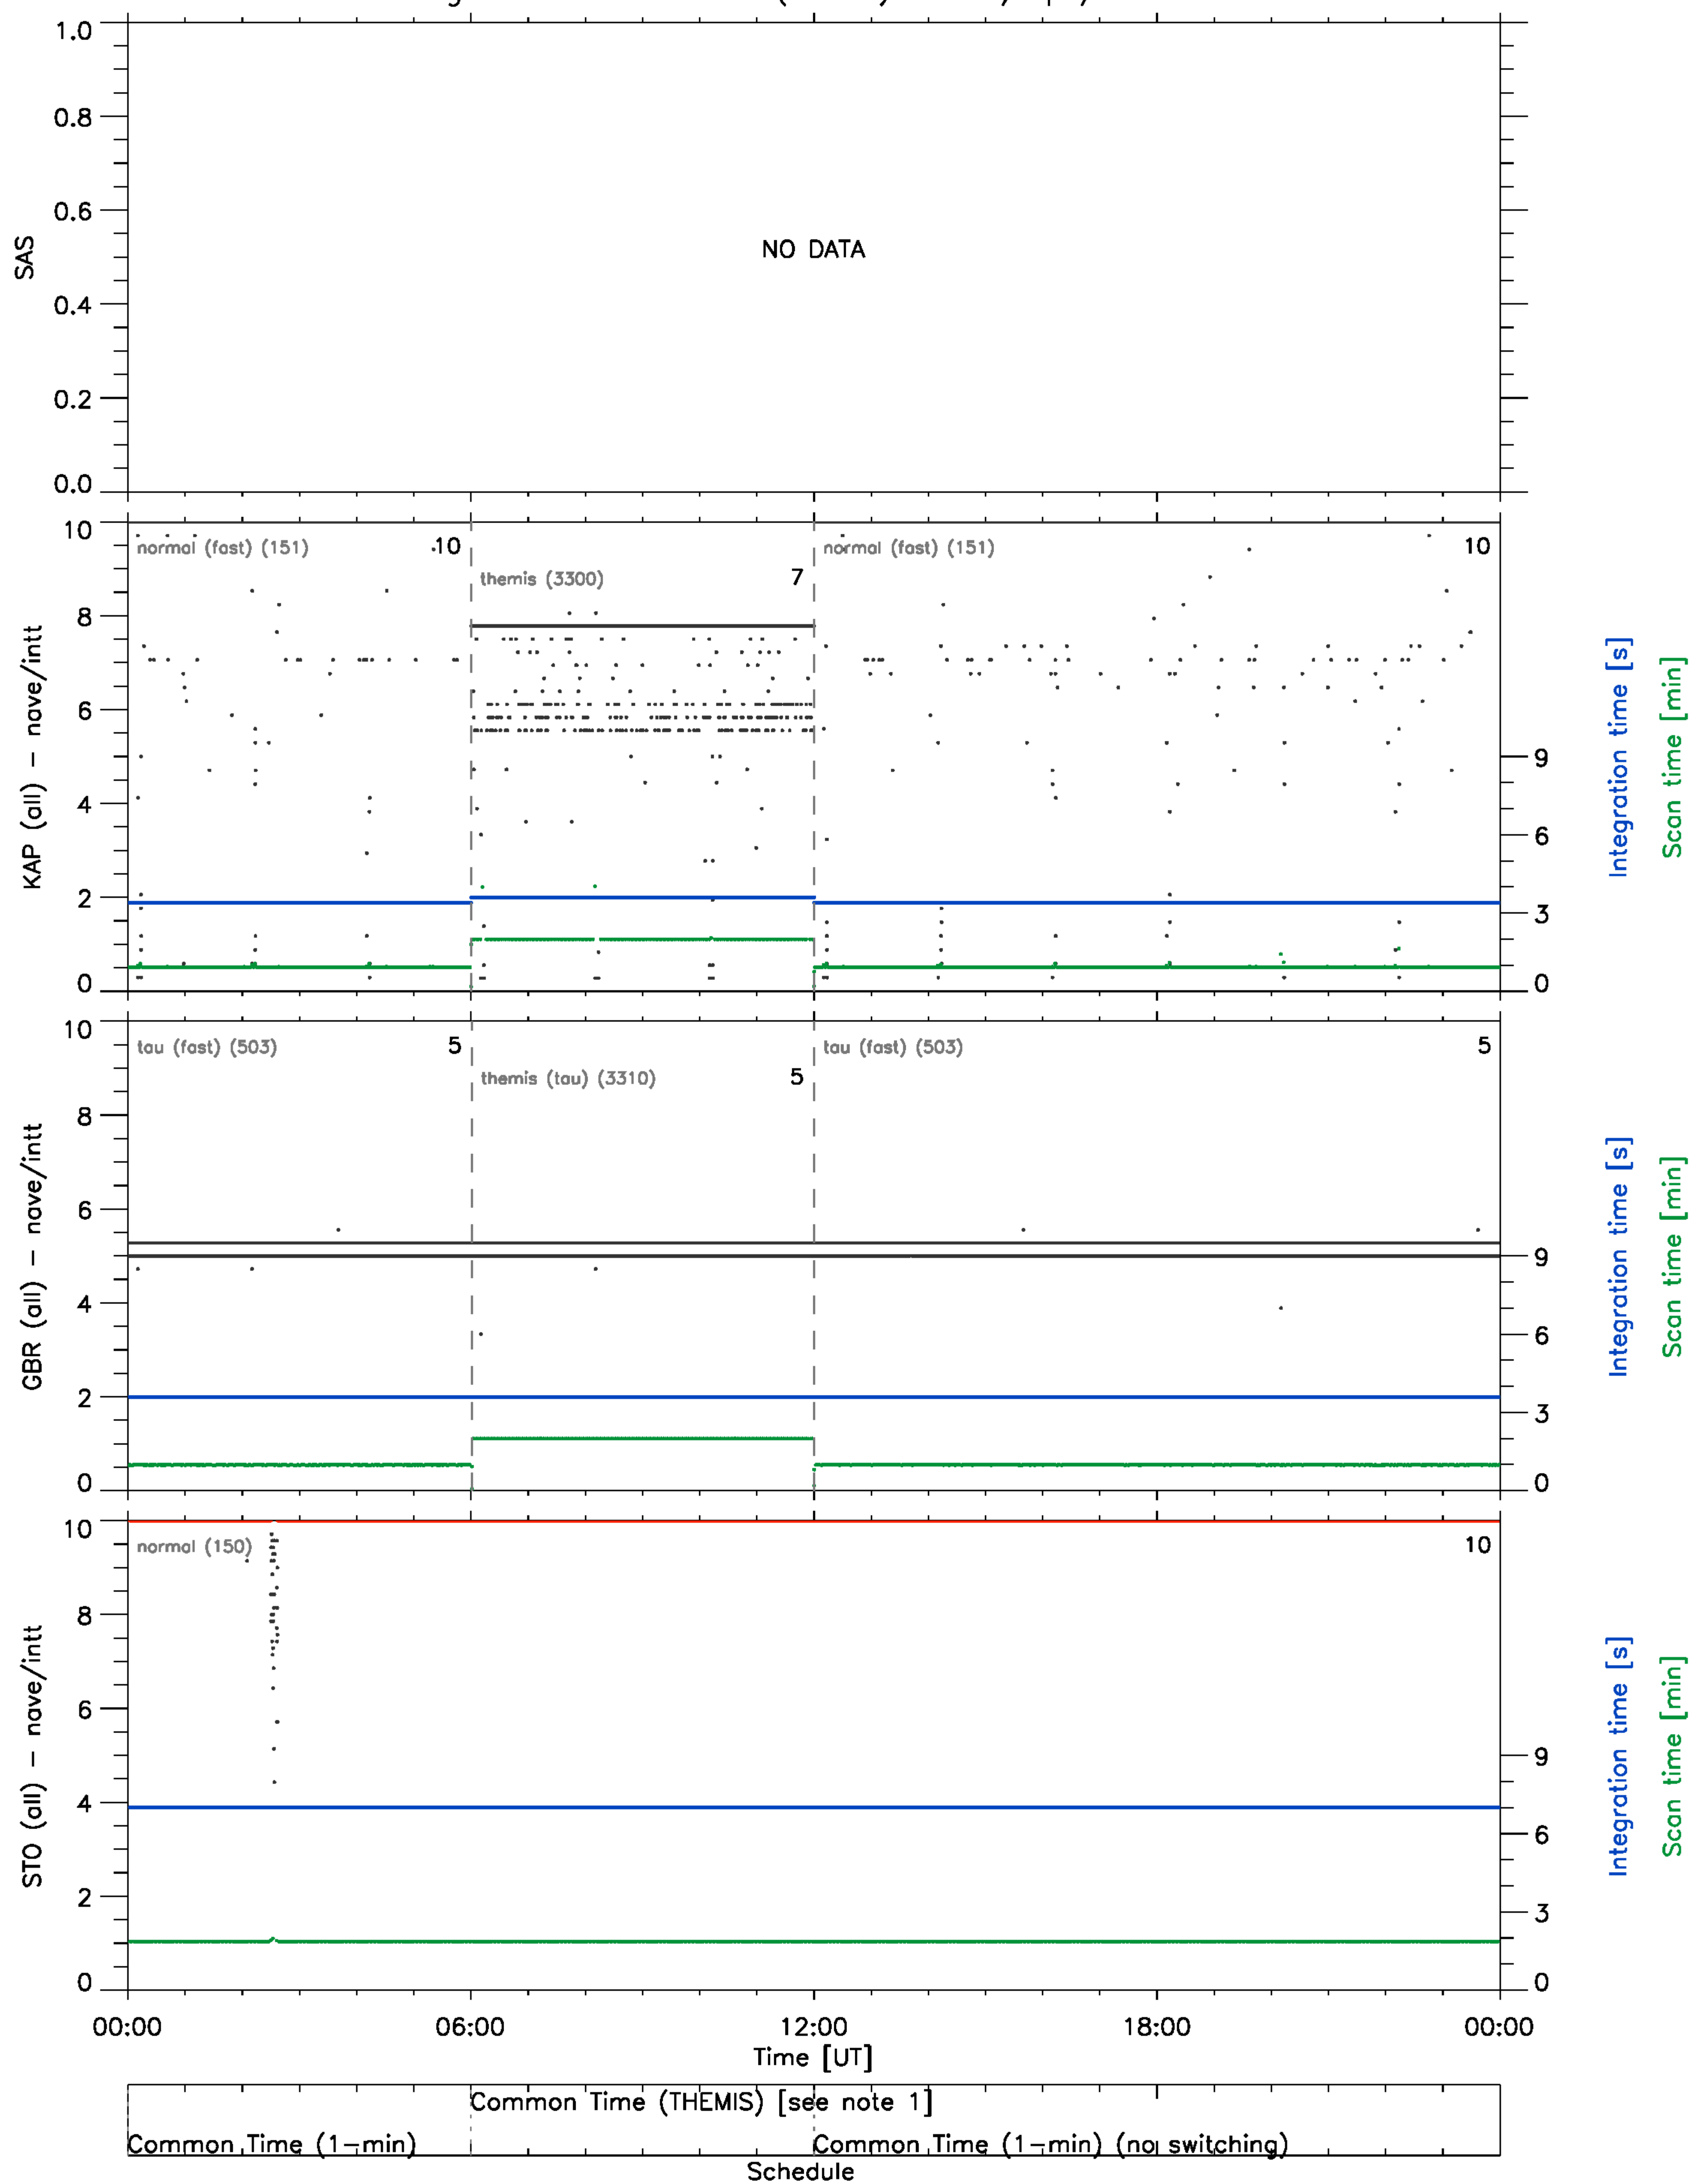 1.0
0.8
0.6
0.4
0.2
0.0
SAS
NO DATA
10
8
6
4
2
0
KAP (all) – nave/intt
normal (fast) (151) 10
themis (3300) 7
normal (fast) (151) 10
9
6
3
0
Integration time [s]
Scan time [min]
10
8
6
4
2
0
GBR (all) – nave/intt
tau (fast) (503) 5
themis (tau) (3310) 5
tau (fast) (503) 5
9
6
3
0
Integration time [s]
Scan time [min]
10
8
6
4
2
0
STO (all) – nave/intt
normal (150) 10
9
6
3
0
Integration time [s]
Scan time [min]
00:00 06:00 12:00 18:00 00:00
Time [UT]
Common Time (THEMIS) [see note 1]
Common Time (1–min) Common Time (1–min) (no switching)
Schedule